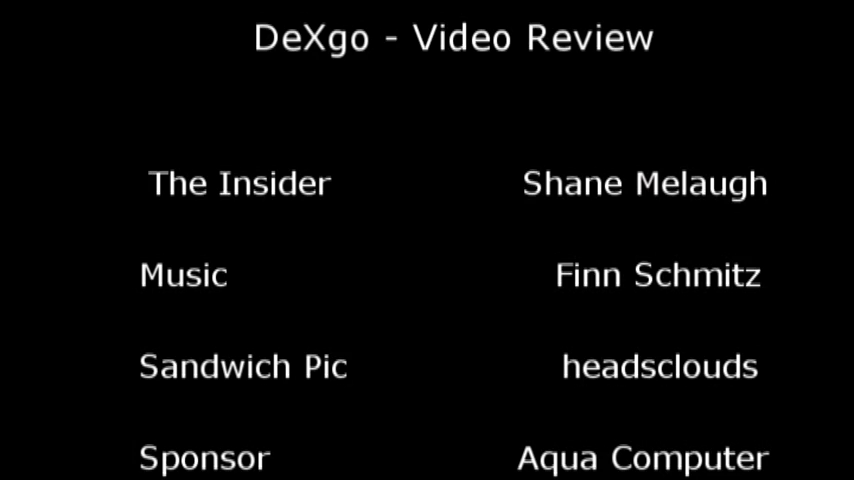 DeXgo - Video Review
The Insider Shane Melaugh
Music Finn Schmitz
Sandwich Pic headsclouds
Sponsor Aqua Computer